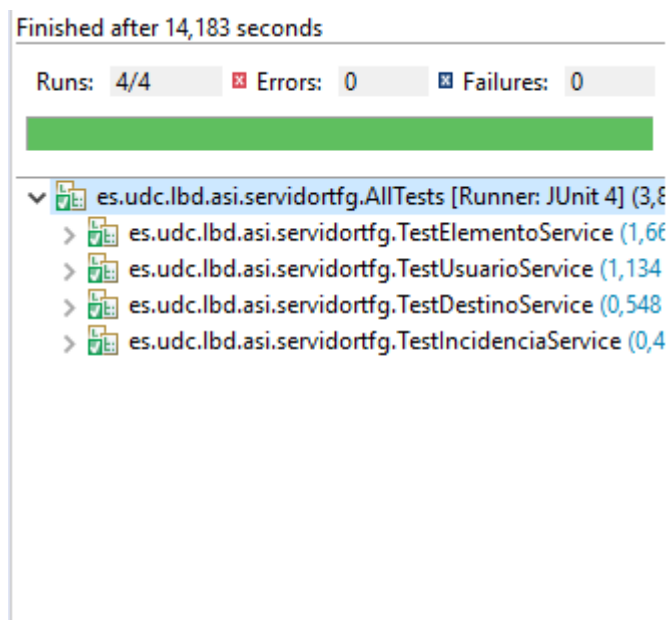 Finished after 14,183 seconds
Runs: 4/4 Errors: 0 Failures: 0
es.udc.lbd.asi.servidortfg.AllTests [Runner: JUnit 4] (3,8
es.udc.lbd.asi.servidortfg.TestElementoService (1,66
es.udc.lbd.asi.servidortfg.TestUsuarioService (1,134
es.udc.lbd.asi.servidortfg.TestDestinoService (0,548
es.udc.lbd.asi.servidortfg.TestIncidenciaService (0,4